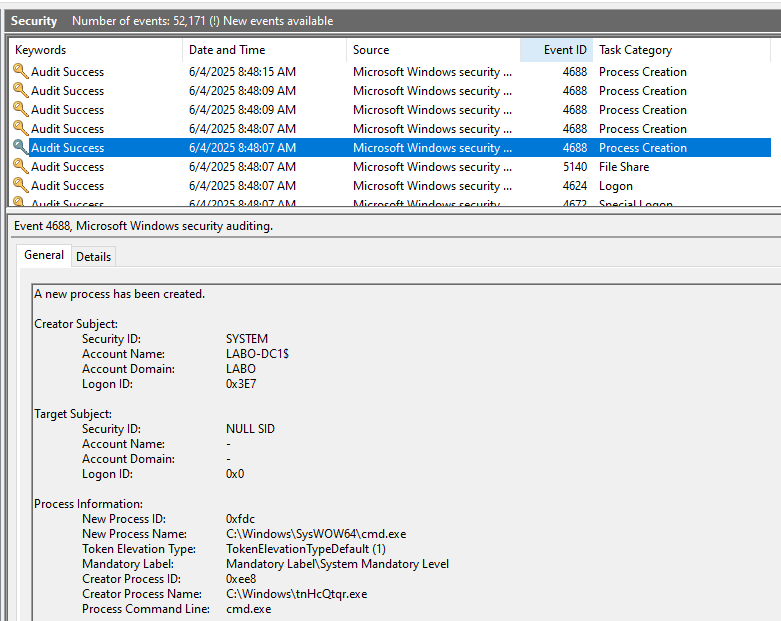 Security Number of events: 52,171 (!) New events available
Keywords Date and Time Source Event ID Task Category
Audit Success 6/4/2025 8:48:15 AM Microsoft Windows security ... 4688 Process Creation
Audit Success 6/4/2025 8:48:09 AM Microsoft Windows security ... 4688 Process Creation
Audit Success 6/4/2025 8:48:09 AM Microsoft Windows security ... 4688 Process Creation
Audit Success 6/4/2025 8:48:07 AM Microsoft Windows security ... 4688 Process Creation
Audit Success 6/4/2025 8:48:07 AM Microsoft Windows security ... 4688 Process Creation
Audit Success 6/4/2025 8:48:07 AM Microsoft Windows security ... 5140 File Share
Audit Success 6/4/2025 8:48:07 AM Microsoft Windows security ... 4624 Logon
Audit Success 6/4/2025 8:48:07 AM Microsoft Windows security ... 4672 Special Logon
Event 4688, Microsoft Windows security auditing.
General Details
A new process has been created.
Creator Subject:
Security ID: SYSTEM
Account Name: LABO-DC1$
Account Domain: LABO
Logon ID: 0x3E7
Target Subject:
Security ID: NULL SID
Account Name: -
Account Domain: -
Logon ID: 0x0
Process Information:
New Process ID: 0xfdc
New Process Name: C:\Windows\SysWOW64\cmd.exe
Token Elevation Type: TokenElevationTypeDefault (1)
Mandatory Label: Mandatory Label\System Mandatory Level
Creator Process ID: 0xee8
Creator Process Name: C:\Windows\tnHcQtqr.exe
Process Command Line: cmd.exe